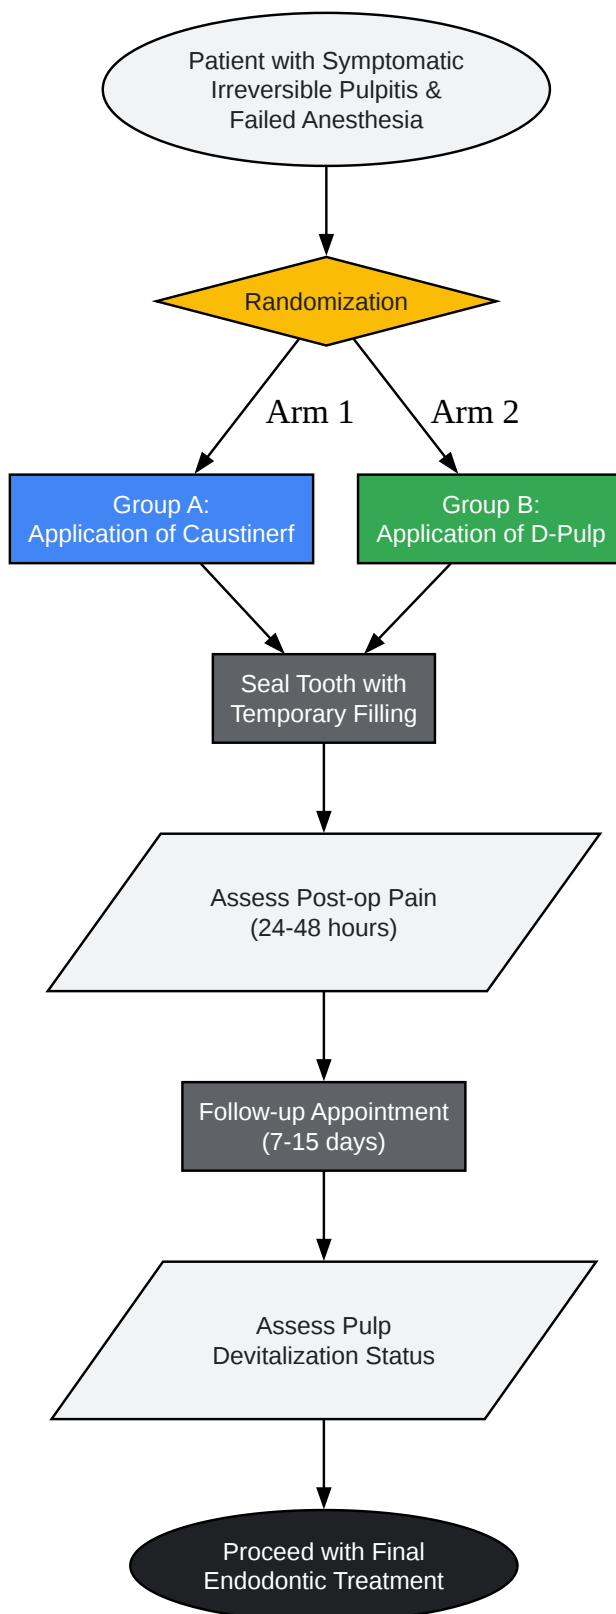 Patient with Symptomatic
Irreversible Pulpitis &
Failed Anesthesia
Randomization
Arm 1
Arm 2
Group A:
Application of Caustinerf
Group B:
Application of D-Pulp
Seal Tooth with
Temporary Filling
Assess Post-op Pain
(24-48 hours)
Follow-up Appointment
(7-15 days)
Assess Pulp
Devitalization Status
Proceed with Final
Endodontic Treatment